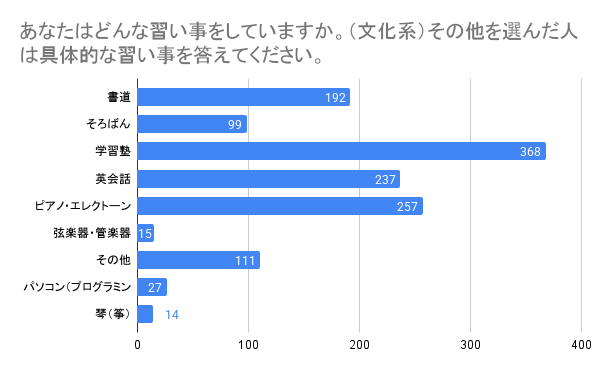 あなたはどんな習い事をしていますか。（文化系）その他を選んだ人
は具体的な習い事を答えてください。
書道
192
そろばん
99
学習塾
368
英会話
237
ピアノ・エレクトーン
257
弦楽器・管楽器
15
その他
111
パソコン（プログラミン
27
琴（筝）
14
0 100 200 300 400